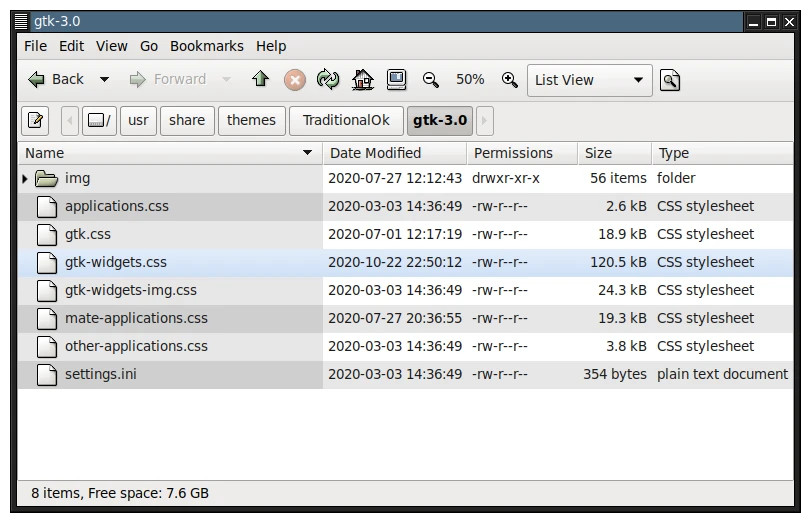 gtk-3.0
File Edit View Go Bookmarks Help
Back Forward 50% List View
/ usr share themes TraditionalOk gtk-3.0
Name Date Modified Permissions Size Type
img 2020-07-27 12:12:43 drwxr-xr-x 56 items folder
applications.css 2020-03-03 14:36:49 -rw-r--r-- 2.6 kB CSS stylesheet
gtk.css 2020-07-01 12:17:19 -rw-r--r-- 18.9 kB CSS stylesheet
gtk-widgets.css 2020-10-22 22:50:12 -rw-r--r-- 120.5 kB CSS stylesheet
gtk-widgets-img.css 2020-03-03 14:36:49 -rw-r--r-- 24.3 kB CSS stylesheet
mate-applications.css 2020-07-27 20:36:55 -rw-r--r-- 19.3 kB CSS stylesheet
other-applications.css 2020-03-03 14:36:49 -rw-r--r-- 3.8 kB CSS stylesheet
settings.ini 2020-03-03 14:36:49 -rw-r--r-- 354 bytes plain text document
8 items, Free space: 7.6 GB